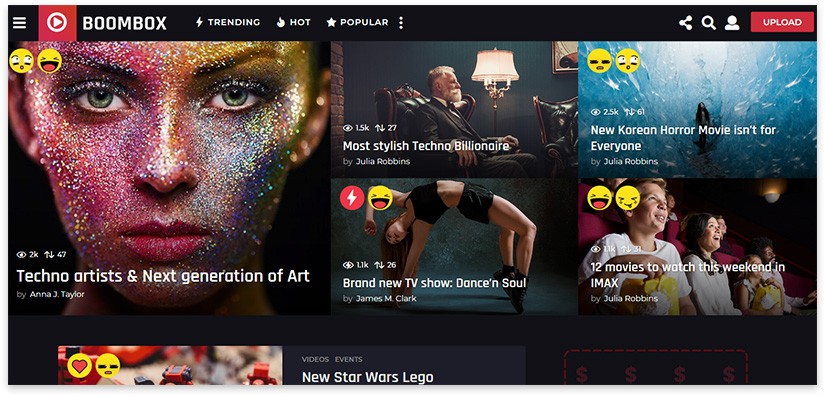 BOOMBOX
TRENDING
HOT
POPULAR
UPLOAD
2k 47
Techno artists & Next generation of Art
by Anna J. Taylor
1.5k 27
Most stylish Techno Billionaire
by Julia Robbins
1.1k 26
Brand new TV show: Dance'n Soul
by James M. Clark
2.5k 61
New Korean Horror Movie isn't for
Everyone
by Julia Robbins
1.1k 31
12 movies to watch this weekend in
IMAX
by Julia Robbins
VIDEOS EVENTS
New Star Wars Lego
$ $ $ $